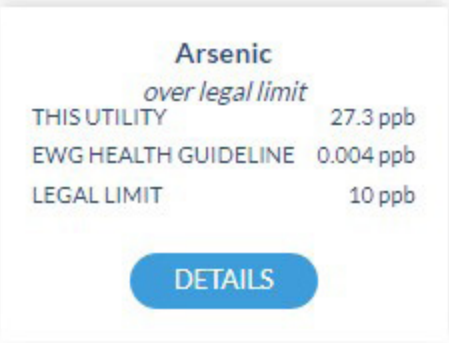 Arsenic
over legal limit
THIS UTILITY 27.3 ppb
EWG HEALTH GUIDELINE 0.004 ppb
LEGAL LIMIT 10 ppb
DETAILS